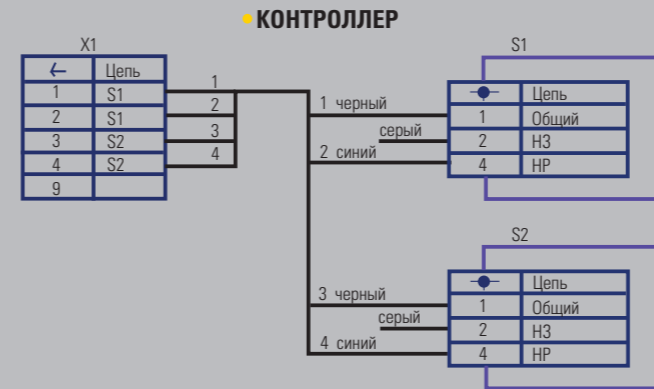 КОНТРОЛЛЕР
X1
Цепь
1 S1
2 S1
3 S2
4 S2
9
1
2
3
4
1 черный
серый
2 синий
S1
Цепь
1 Общий
2 НЗ
4 НР
3 черный
серый
4 синий
S2
Цепь
1 Общий
2 НЗ
4 НР